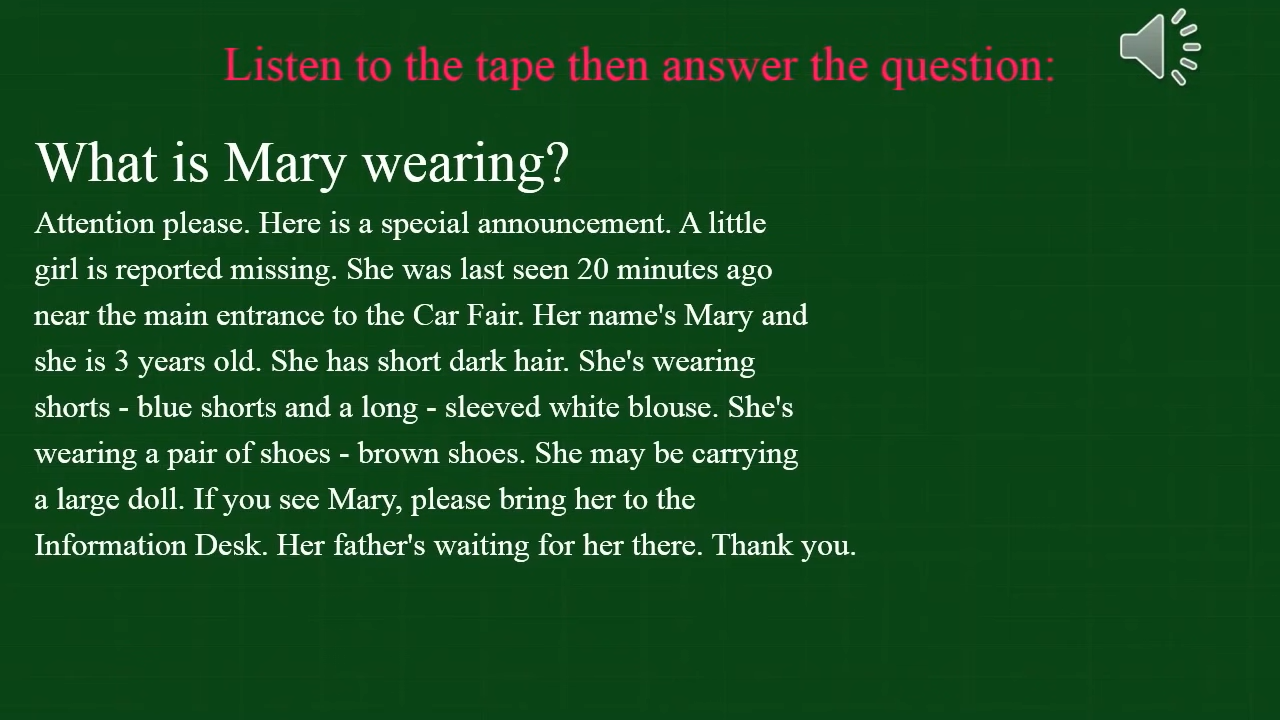 Listen to the tape then answer the question:
What is Mary wearing?
Attention please. Here is a special announcement. A little
girl is reported missing. She was last seen 20 minutes ago
near the main entrance to the Car Fair. Her name's Mary and
she is 3 years old. She has short dark hair. She's wearing
shorts - blue shorts and a long - sleeved white blouse. She's
wearing a pair of shoes - brown shoes. She may be carrying
a large doll. If you see Mary, please bring her to the
Information Desk. Her father's waiting for her there. Thank you.